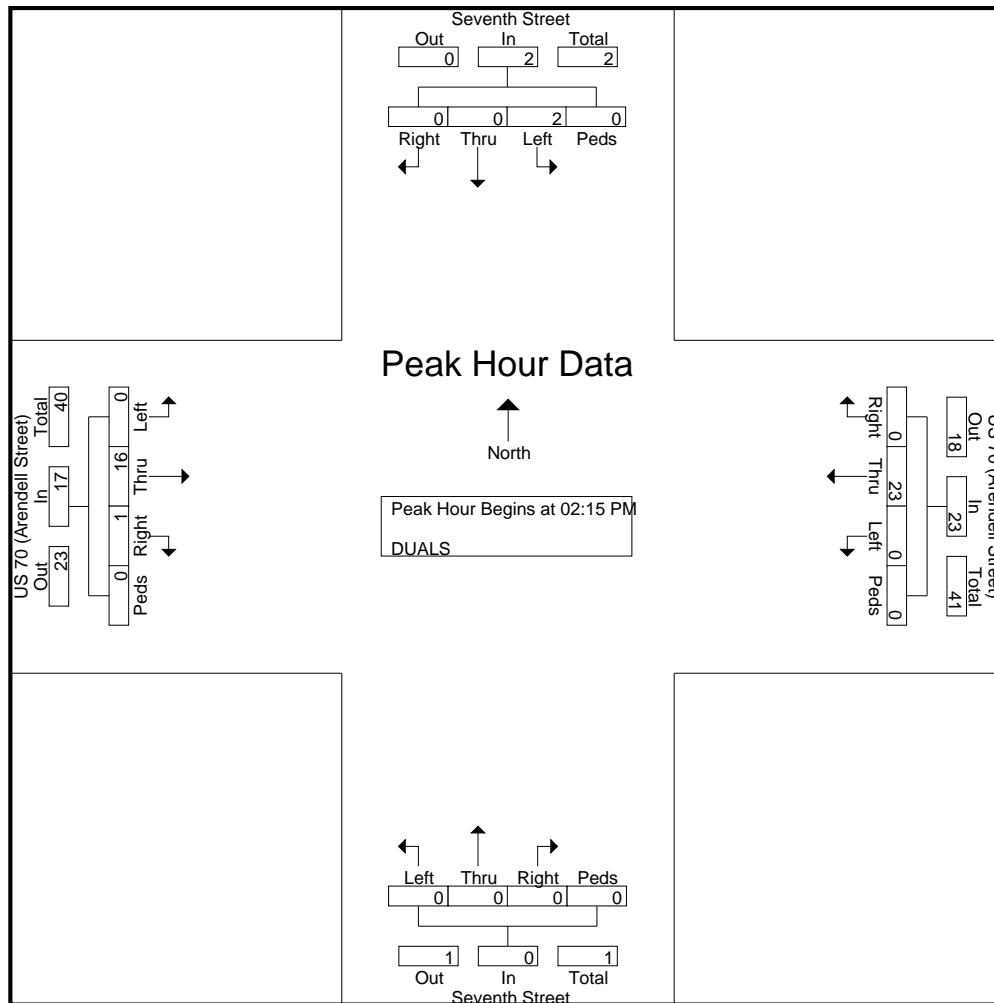 Seventh Street
Out In Total
0 2 2
0 0 2 0
Right Thru Left Peds
Peak Hour Data
North
Peak Hour Begins at 02:15 PM
DUALS
US 70 (Arendell Street)
Total In Out
40 17 23
0 16 1 0
Left Thru Right Peds
US 70 (Arendell Street)
Out In Total
18 23 41
0 23 0 0
Right Thru Left Peds
Left Thru Right Peds
0 0 0 0
1 0 1
Out In Total
Seventh Street